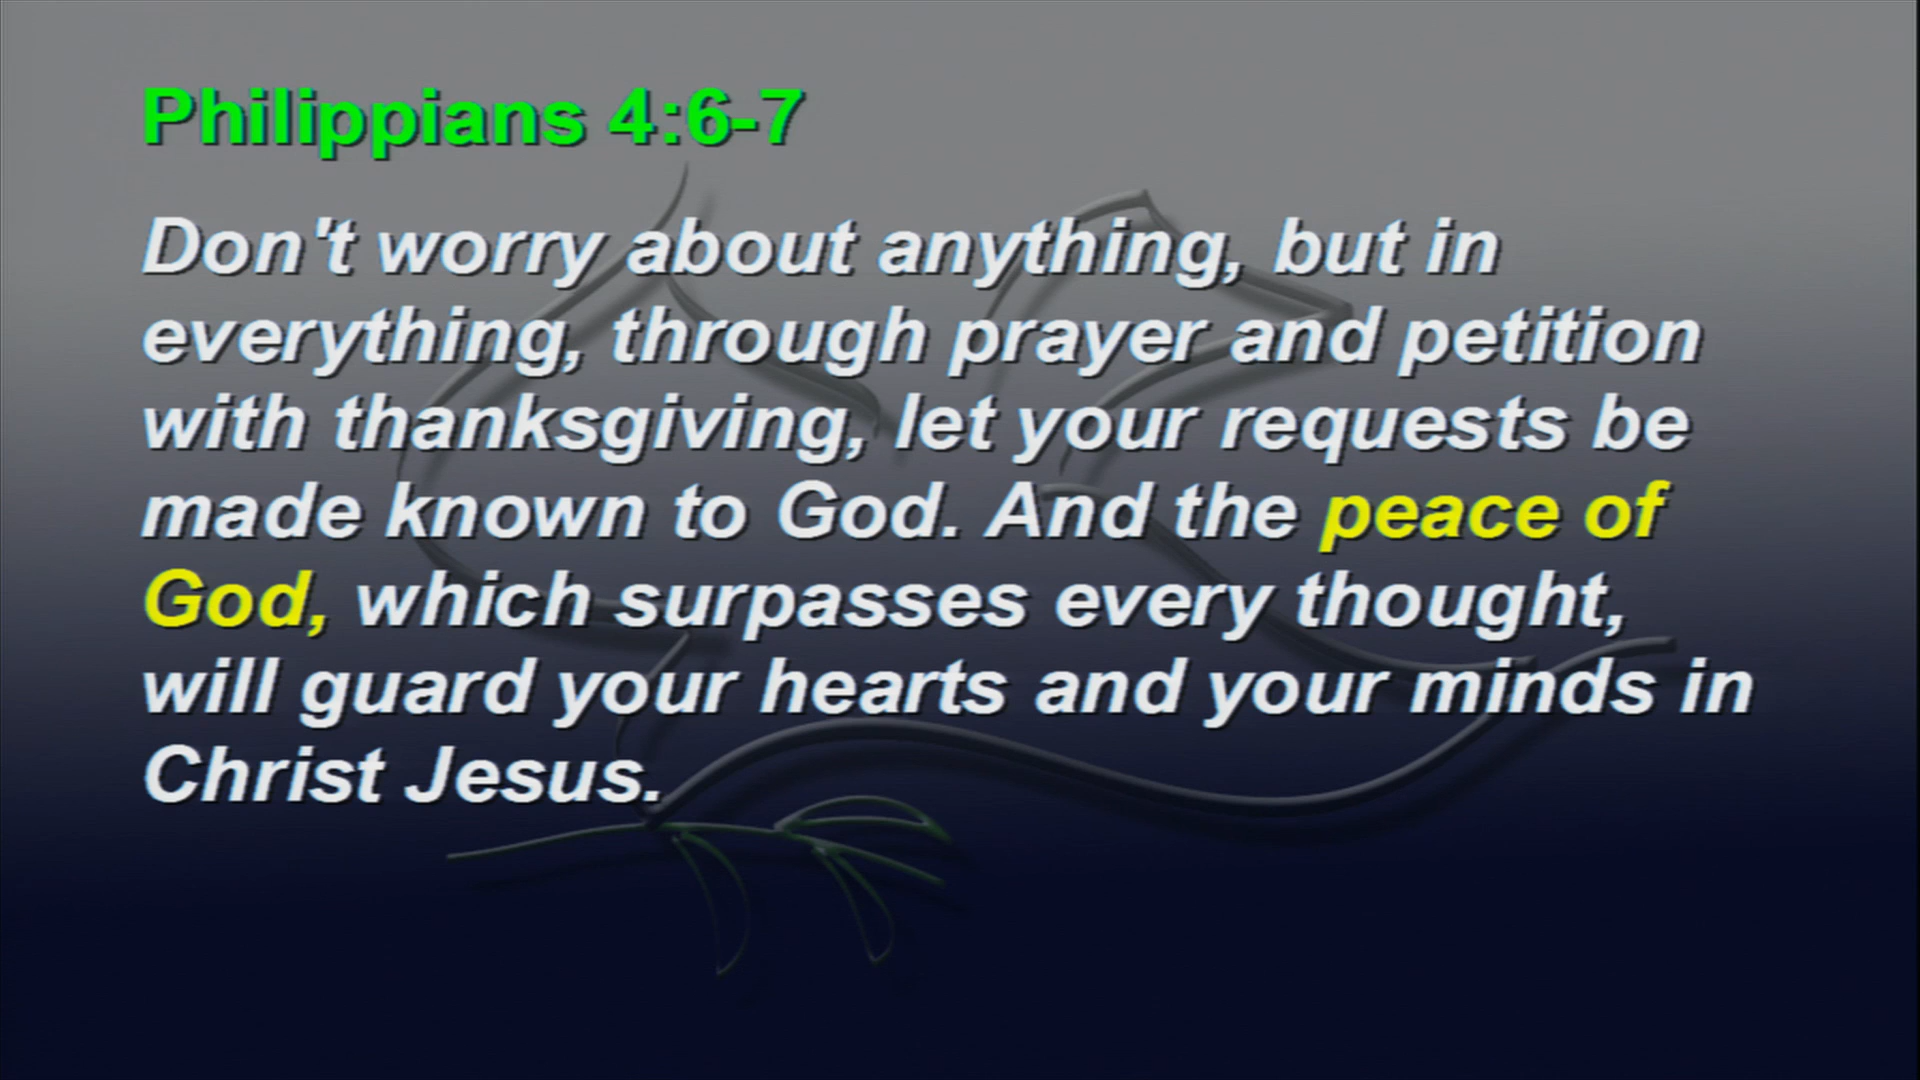 Philippians 4:6-7
Don't worry about anything, but in
everything, through prayer and petition
with thanksgiving, let your requests be
made known to God. And the peace of
God, which surpasses every thought,
will guard your hearts and your minds in
Christ Jesus.